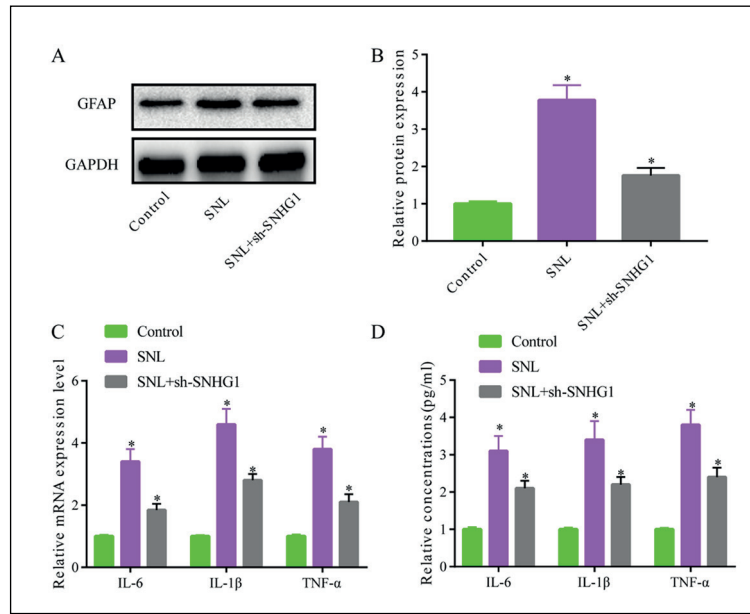 A
GFAP
GAPDH
Control
SNL
SNL+sh-SNHG1
B
Relative protein expression
5
4
3
2
1
0
*
*
Control
SNL
SNL+sh-SNHG1
C
Control
SNL
SNL+sh-SNHG1
Relative mRNA expression level
6
4
2
0
* * * * * *
IL-6 IL-1β TNF-α
D
Control
SNL
SNL+sh-SNHG1
Relative concentrations(pg/ml)
5
4
3
2
1
0
* * * * * *
IL-6 IL-1β TNF-α